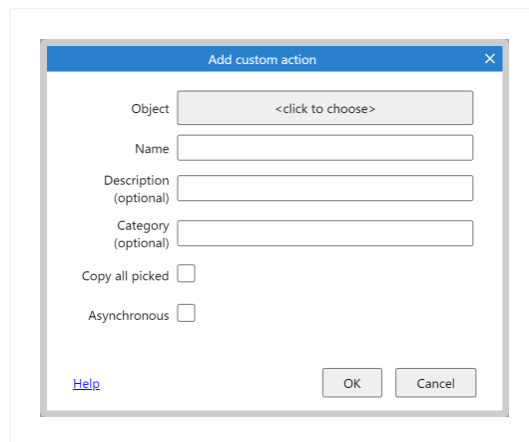 Add custom action
Object <click to choose>
Name
Description
(optional)
Category
(optional)
Copy all picked
Asynchronous
Help OK Cancel